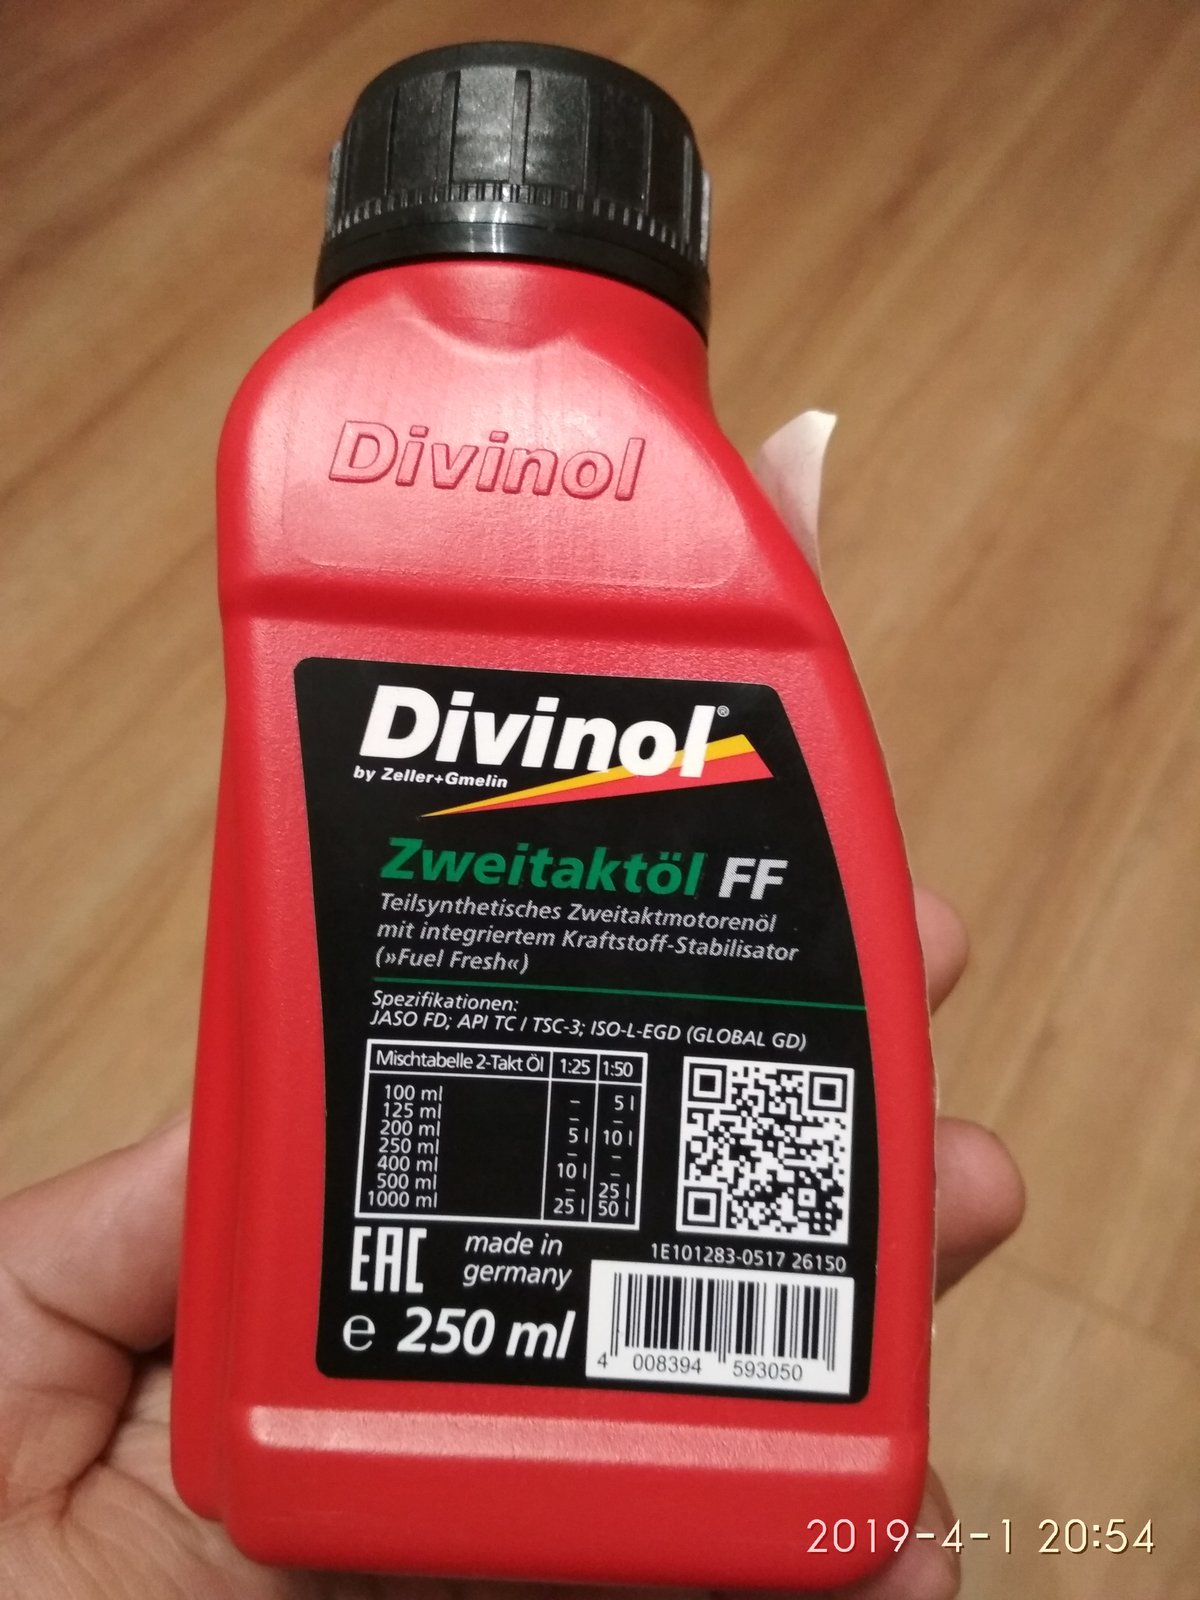 Divinol
Divinol®
by Zeller+Gmelin
Zweitaktöl FF
Teilsynthetisches Zweitaktmotorenöl
mit integriertem Kraftstoff-Stabilisator
(»Fuel Fresh«)
Spezifikationen:
JASO FD; API TC / TSC-3; ISO-L-EGD (GLOBAL GD)
Mischtabelle 2-Takt Öl 1:25 1:50
100 ml – 5 l
125 ml – –
200 ml 5 l 10 l
250 ml – –
400 ml 10 l –
500 ml – 25 l
1000 ml 25 l 50 l
1E101283-0517 26150
EAC made in
germany
e 250 ml
4 008394 593050
2019-4-1 20:54